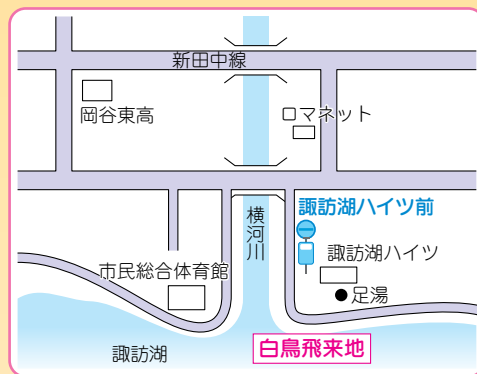 新田中線
岡谷東高
ロマネット
横河川
諏訪湖ハイツ前
諏訪湖ハイツ
市民総合体育館
足湯
諏訪湖
白鳥飛来地